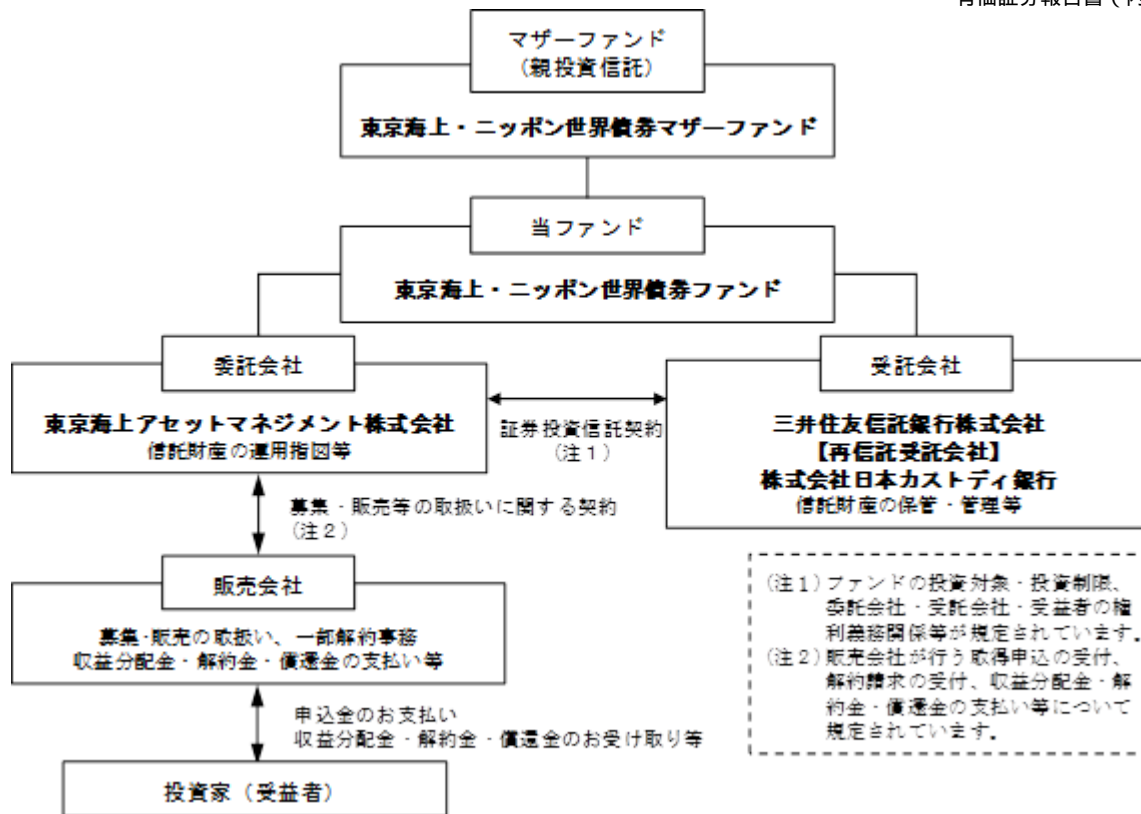 マザーファンド
(親投資信託)
東京海上・ニッポン世界債券マザーファンド
当ファンド
東京海上・ニッポン世界債券ファンド
委託会社
東京海上アセットマネジメント株式会社
信託財産の運用指図等
証券投資信託契約
(注1)
受託会社
三井住友信託銀行株式会社
【再信託受託会社】
株式会社日本カストディ銀行
信託財産の保管・管理等
募集・販売等の取扱いに関する契約
(注2)
販売会社
募集・販売の取扱い、一部解約事務
収益分配金・解約金・償還金の支払い等
申込金のお支払い
収益分配金・解約金・償還金のお受け取り等
投資家(受益者)
(注1)ファンドの投資対象・投資制限、
委託会社・受託会社・受益者の権
利義務関係等が規定されています。
(注2)販売会社が行う取得申込の受付、
解約請求の受付、収益分配金・解
約金・償還金の支払い等について
規定されています。